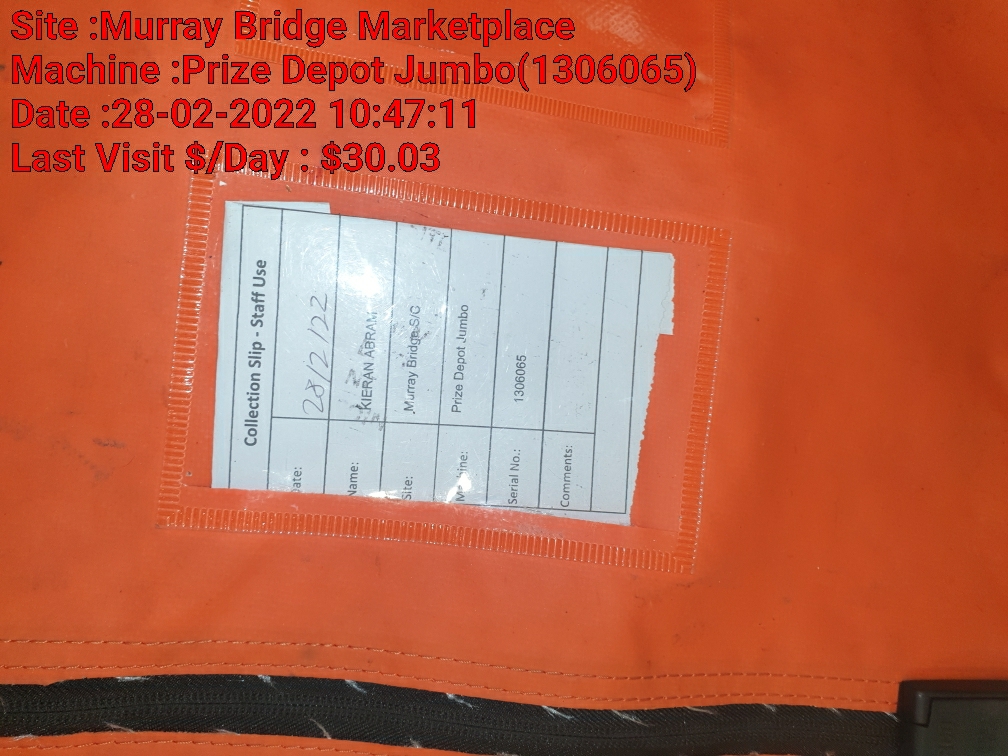 Site :Murray Bridge Marketplace
Machine :Prize Depot Jumbo(1306065)
Date :28-02-2022 10:47:11
Last Visit $/Day : $30.03
Collection Slip - Staff Use
Date: 28/2/22
Name: KIERAN ABRAM
Site: Murray Bridge S/C
Machine: Prize Depot Jumbo
Serial No.: 1306065
Comments: